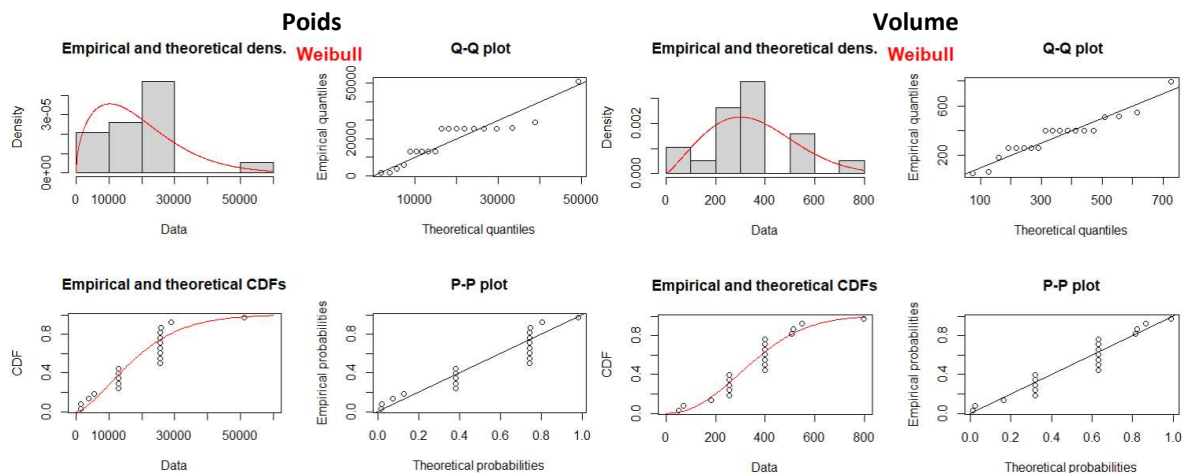 Poids
Volume
Empirical and theoretical dens.
Weibull
Q-Q plot
Density
0e+00 3e-05
0 10000 30000 50000
Data
Empirical quantiles
0 20000 50000
10000 30000 50000
Theoretical quantiles
Empirical and theoretical dens.
Weibull
Q-Q plot
Density
0.000 0.002
0 200 400 600 800
Data
Empirical quantiles
200 600
100 300 500 700
Theoretical quantiles
Empirical and theoretical CDFs
P-P plot
CDF
0.0 0.4 0.8
0 10000 30000 50000
Data
Empirical probabilities
0.0 0.4 0.8
0.0 0.2 0.4 0.6 0.8 1.0
Theoretical probabilities
Empirical and theoretical CDFs
P-P plot
CDF
0.0 0.4 0.8
0 200 400 600 800
Data
Empirical probabilities
0.0 0.4 0.8
0.0 0.2 0.4 0.6 0.8 1.0
Theoretical probabilities